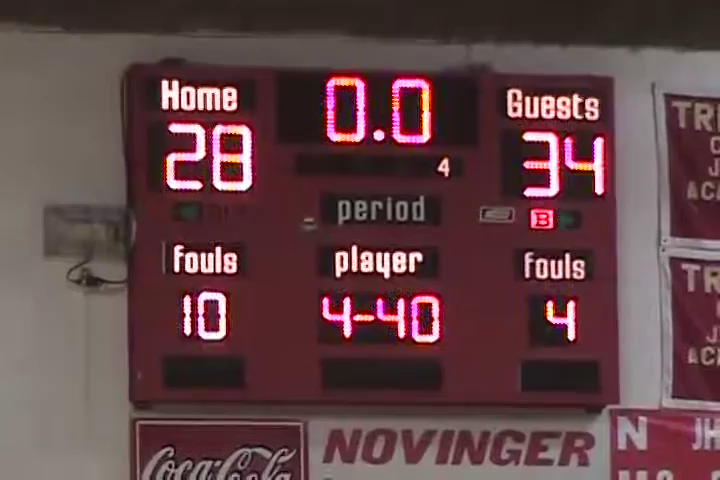 Home 0.0 Guests
28 34
4
period B
fouls player fouls
10 4-40 4
Coca-Cola NOVINGER N JH
TR
TR